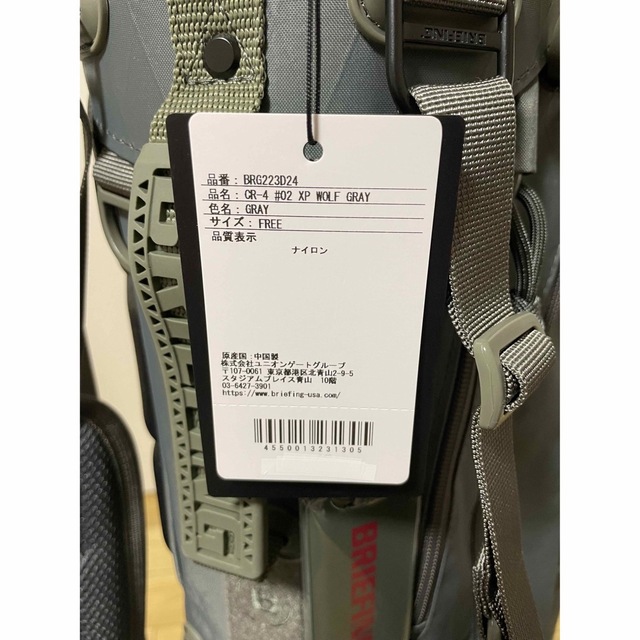 BRIEFING
品番：BRG223D24
品名：CR-4 #02 XP WOLF GRAY
色名：GRAY
サイズ：FREE
品質表示
ナイロン
原産国：中国製
株式会社ユニオンゲートグループ
〒107-0061 東京都港区北青山2-9-5
スタジアムプレイス青山 10階
03-6427-3901
https://www.briefing-usa.com/
4550013231305
BRIEFING
BRIEFIN